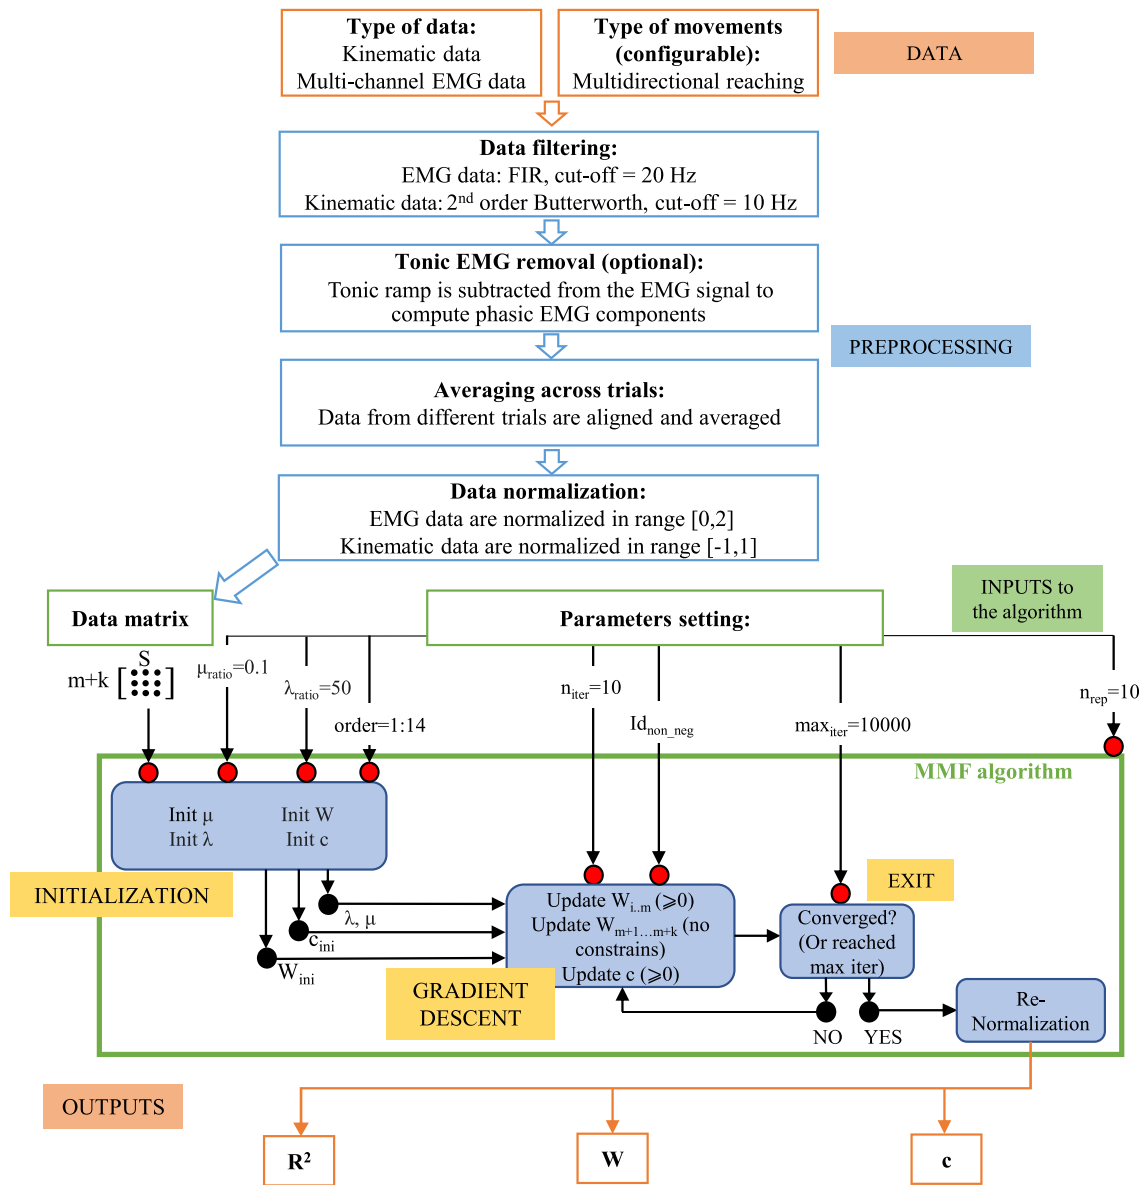 Type of data:
Kinematic data
Multi-channel EMG data
Type of movements
(configurable):
Multidirectional reaching
DATA
Data filtering:
EMG data: FIR, cut-off = 20 Hz
Kinematic data: 2nd order Butterworth, cut-off = 10 Hz
Tonic EMG removal (optional):
Tonic ramp is subtracted from the EMG signal to
compute phasic EMG components
PREPROCESSING
Averaging across trials:
Data from different trials are aligned and averaged
Data normalization:
EMG data are normalized in range [0,2]
Kinematic data are normalized in range [-1,1]
INPUTS to
the algorithm
Data matrix
Parameters setting:
S
m+k
μratio=0.1
λratio=50
order=1:14
niter=10
Idnon_neg
maxiter=10000
nrep=10
MMF algorithm
Init μ
Init W
Init λ
Init c
INITIALIZATION
EXIT
λ, μ
cini
Wini
Update Wi..m (⩾0)
Update Wm+1…m+k (no
constrains)
Update c (⩾0)
GRADIENT
DESCENT
Converged?
(Or reached
max iter)
NO
YES
Re-
Normalization
OUTPUTS
R²
W
c